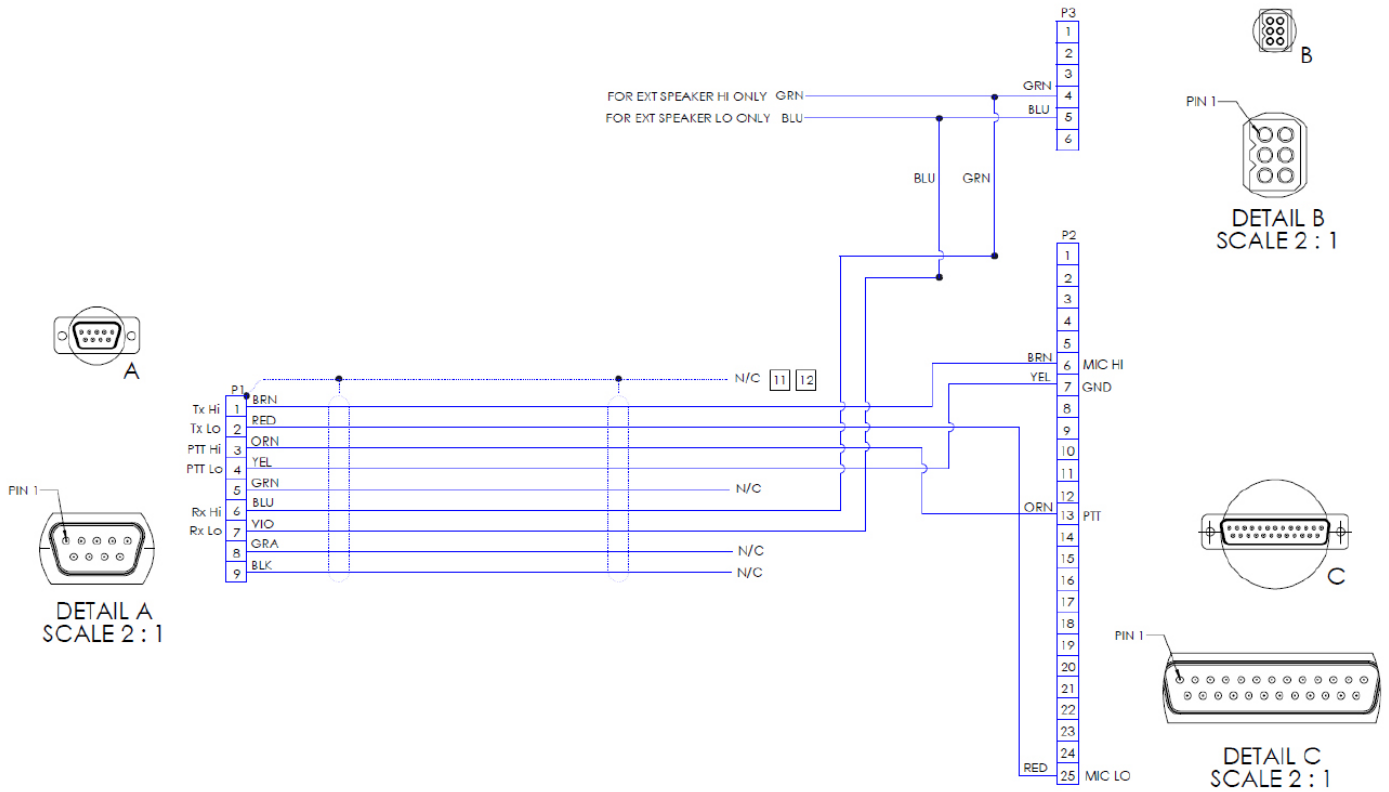 P3
1
2
3
4
5
6
GRN
BLU
FOR EXT SPEAKER HI ONLY GRN
FOR EXT SPEAKER LO ONLY BLU
BLU GRN
B
PIN 1
DETAIL B
SCALE 2 : 1
A
PIN 1
DETAIL A
SCALE 2 : 1
P1
Tx Hi 1 BRN
Tx Lo 2 RED
PTT Hi 3 ORN
PTT Lo 4 YEL
5 GRN N/C
Rx Hi 6 BLU
Rx Lo 7 VIO
8 GRA N/C
9 BLK N/C
N/C 11 12
P2
1
2
3
4
5
BRN 6 MIC HI
YEL 7 GND
8
9
10
11
12
ORN 13 PTT
14
15
16
17
18
19
20
21
22
23
24
RED 25 MIC LO
C
PIN 1
DETAIL C
SCALE 2 : 1